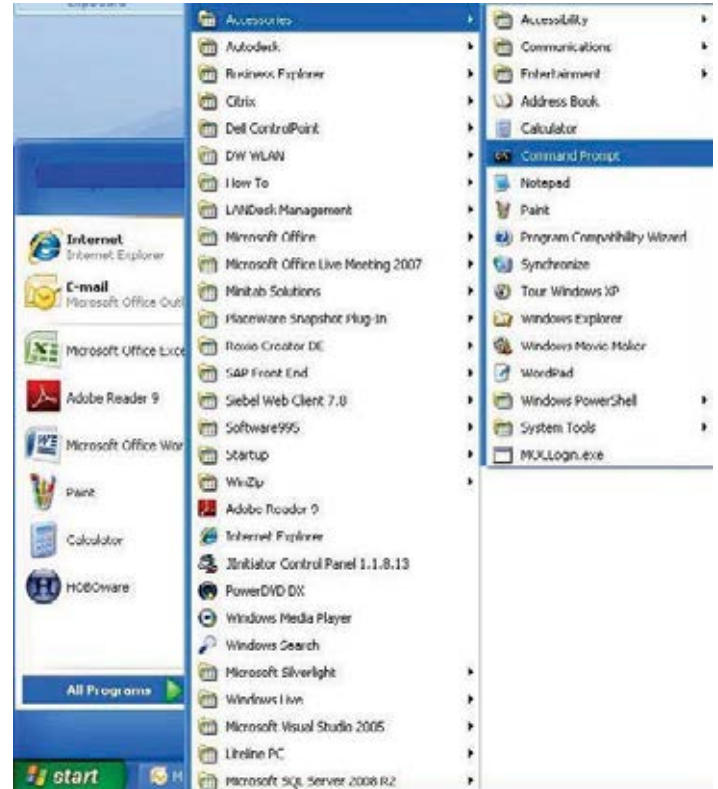 Internet
Internet Explorer
E-mail
Microsoft Office Outl
Microsoft Office Exce
Adobe Reader 9
Microsoft Office Wor
Paint
Calculator
HOBOware
All Programs
start
Accessories
Autodesk
Business Explorer
Citrix
Dell ControlPoint
DW WLAN
How To
LANDesk Management
Microsoft Office
Microsoft Office Live Meeting 2007
Minitab Solutions
Placeware Snapshot Plug-In
Roxio Creator DE
SAP Front End
Siebel Web Client 7.8
Software995
Startup
WinZip
Adobe Reader 9
Internet Explorer
JInitiator Control Panel 1.1.8.13
PowerDVD DX
Windows Media Player
Windows Search
Microsoft Silverlight
Windows Live
Microsoft Visual Studio 2005
Liteline PC
Microsoft SQL Server 2008 R2
Accessibility
Communications
Entertainment
Address Book
Calculator
Command Prompt
Notepad
Paint
Program Compatibility Wizard
Synchronize
Tour Windows XP
Windows Explorer
Windows Movie Maker
WordPad
Windows PowerShell
System Tools